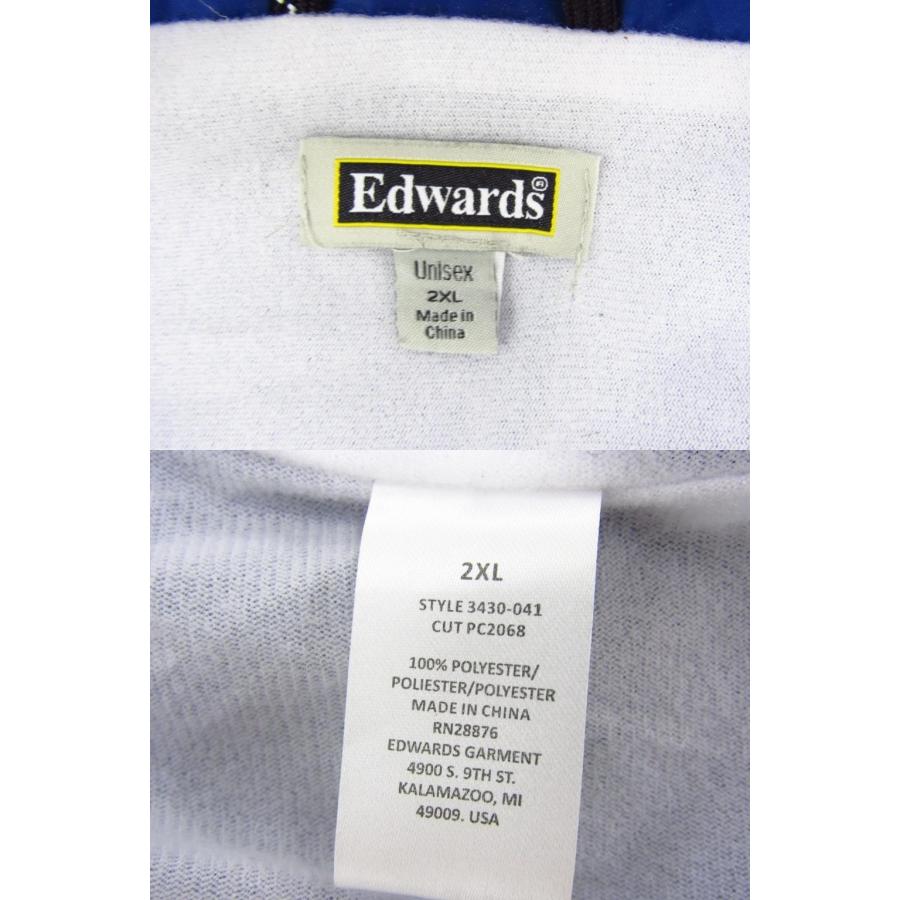 Edwards®
Unisex
2XL
Made in
China
2XL
STYLE 3430-041
CUT PC2068
100% POLYESTER/
POLIESTER/POLYESTER
MADE IN CHINA
RN28876
EDWARDS GARMENT
4900 S. 9TH ST.
KALAMAZOO, MI
49009. USA